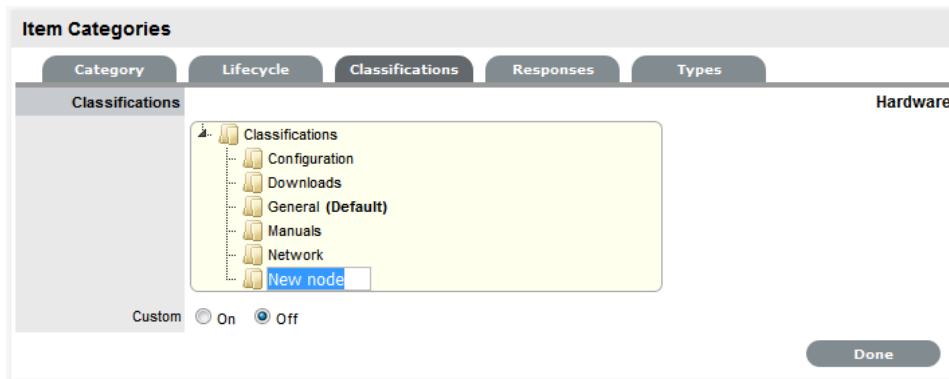 Item Categories
Category Lifecycle Classifications Responses Types
Classifications Hardware
Classifications
Configuration
Downloads
General (Default)
Manuals
Network
New node
Custom On Off
Done